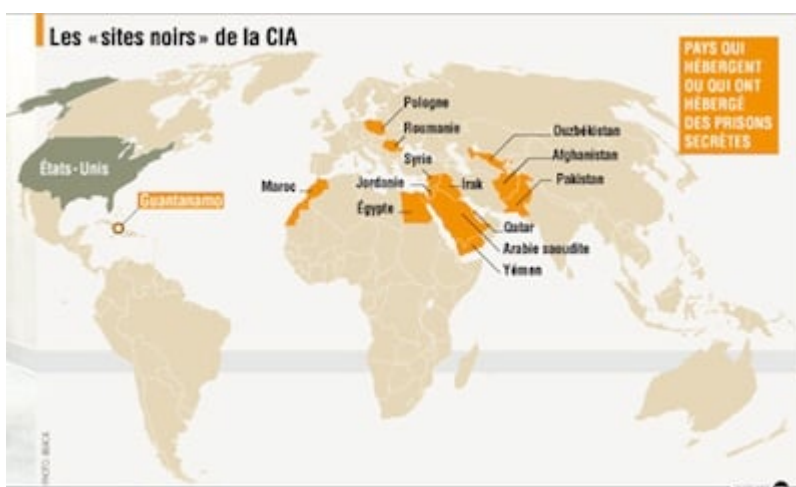 Les «sites noirs» de la CIA
PAYS QUI
HÉBERGENT
OU QUI ONT
HÉBERGÉ
DES PRISONS
SECRÈTES
Pologne
Roumanie
Ouzbékistan
Syrie
Afghanistan
États-Unis
Maroc
Jordanie
Irak
Pakistan
Guantanamo
Égypte
Qatar
Arabie saoudite
Yémen